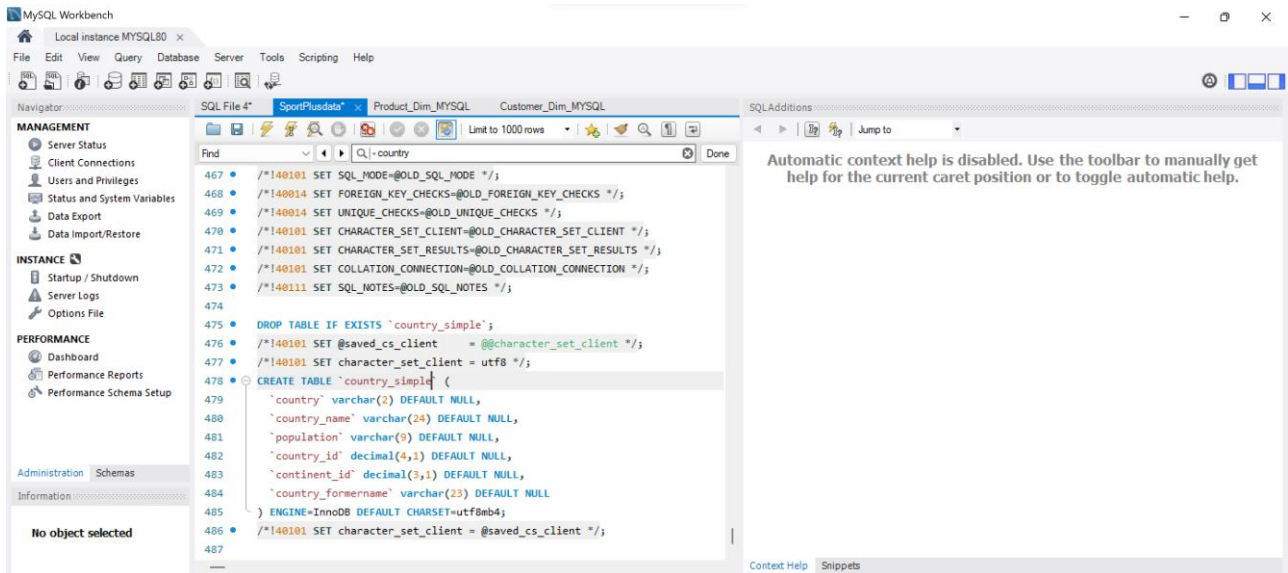 MySQL Workbench
Local instance MYSQL80 ×
File Edit View Query Database Server Tools Scripting Help
Navigator
MANAGEMENT
Server Status
Client Connections
Users and Privileges
Status and System Variables
Data Export
Data Import/Restore
INSTANCE
Startup / Shutdown
Server Logs
Options File
PERFORMANCE
Dashboard
Performance Reports
Performance Schema Setup
Administration Schemas
Information
No object selected
SQL File 4* SportPlusdata* × Product_Dim_MYSQL Customer_Dim_MYSQL
Limit to 1000 rows
Find country Done
467 /*!40101 SET SQL_MODE=@OLD_SQL_MODE */;
468 /*!40014 SET FOREIGN_KEY_CHECKS=@OLD_FOREIGN_KEY_CHECKS */;
469 /*!40014 SET UNIQUE_CHECKS=@OLD_UNIQUE_CHECKS */;
470 /*!40101 SET CHARACTER_SET_CLIENT=@OLD_CHARACTER_SET_CLIENT */;
471 /*!40101 SET CHARACTER_SET_RESULTS=@OLD_CHARACTER_SET_RESULTS */;
472 /*!40101 SET COLLATION_CONNECTION=@OLD_COLLATION_CONNECTION */;
473 /*!40111 SET SQL_NOTES=@OLD_SQL_NOTES */;
474
475 DROP TABLE IF EXISTS `country_simple`;
476 /*!40101 SET @saved_cs_client     = @@character_set_client */;
477 /*!40101 SET character_set_client = utf8 */;
478 CREATE TABLE `country_simple` (
479 `country` varchar(2) DEFAULT NULL,
480 `country_name` varchar(24) DEFAULT NULL,
481 `population` varchar(9) DEFAULT NULL,
482 `country_id` decimal(4,1) DEFAULT NULL,
483 `continent_id` decimal(3,1) DEFAULT NULL,
484 `country_formername` varchar(23) DEFAULT NULL
485 ) ENGINE=InnoDB DEFAULT CHARSET=utf8mb4;
486 /*!40101 SET character_set_client = @saved_cs_client */;
487
SQLAdditions
Jump to
Automatic context help is disabled. Use the toolbar to manually get
help for the current caret position or to toggle automatic help.
Context Help Snippets